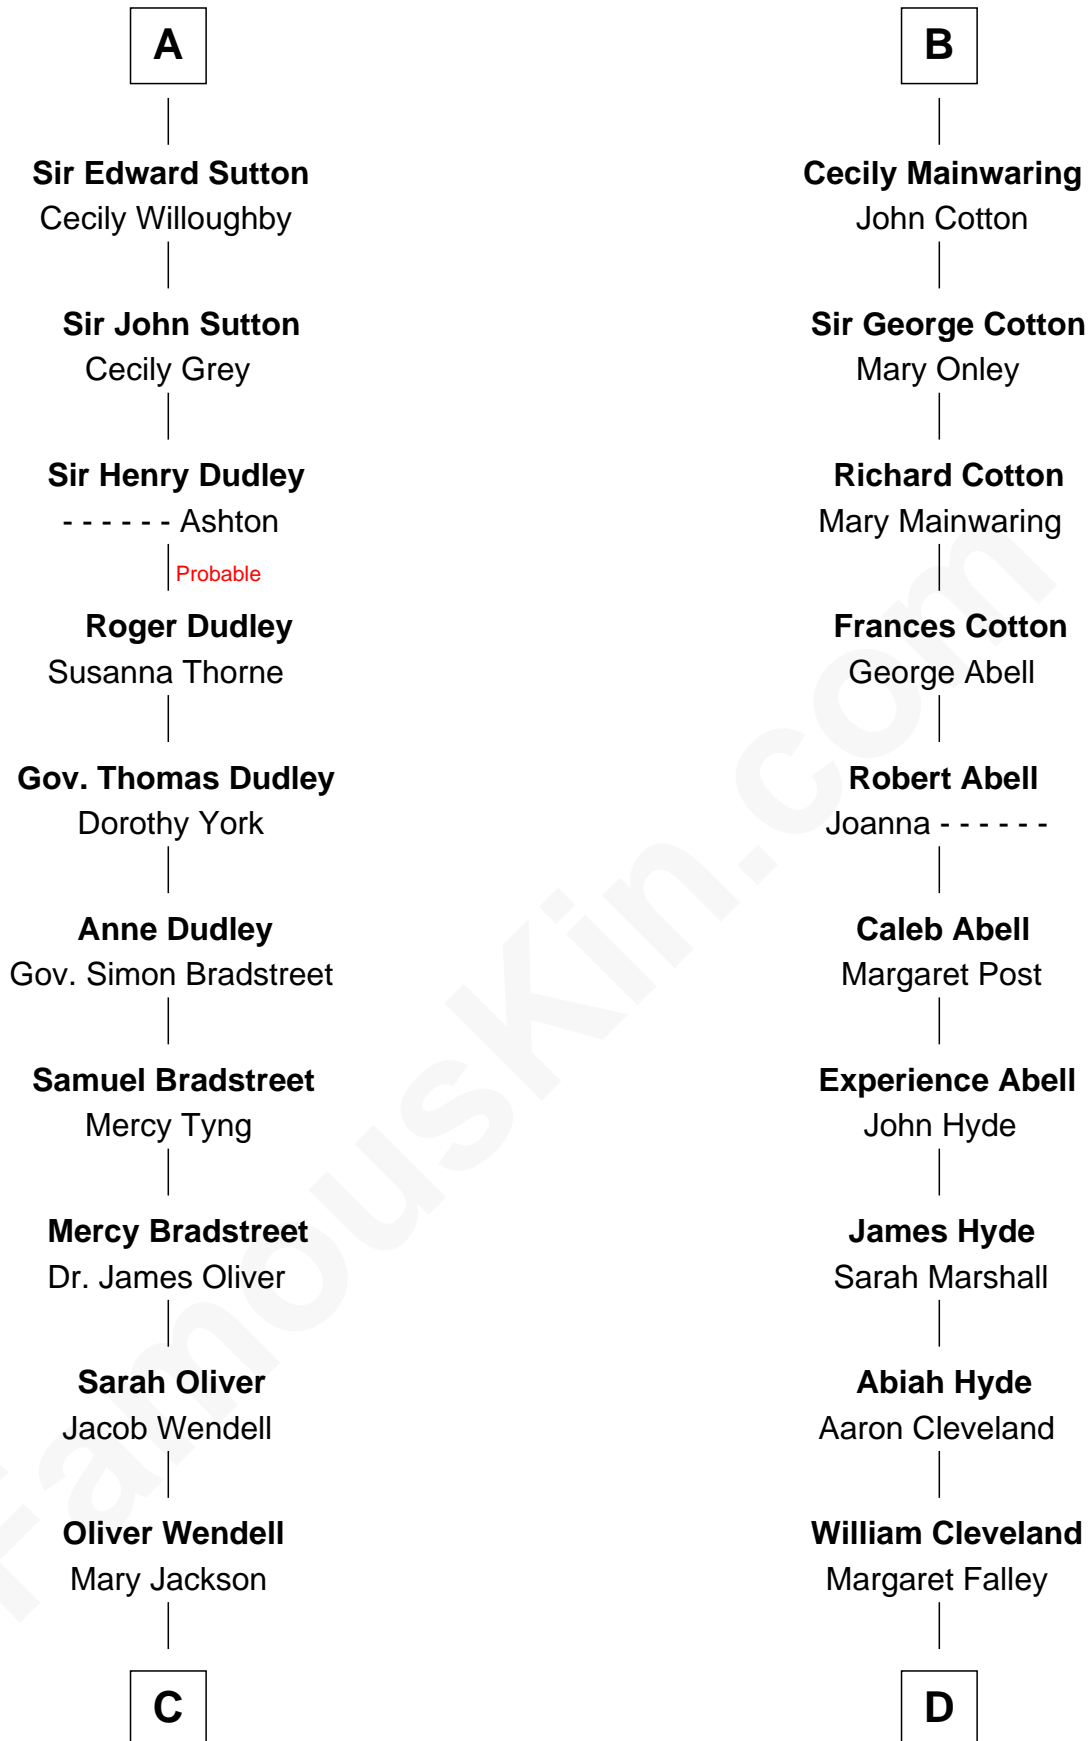 A
Sir Edward Sutton
Cecily Willoughby
Sir John Sutton
Cecily Grey
Sir Henry Dudley
- - - - - - Ashton
Probable
Roger Dudley
Susanna Thorne
Gov. Thomas Dudley
Dorothy York
Anne Dudley
Gov. Simon Bradstreet
Samuel Bradstreet
Mercy Tyng
Mercy Bradstreet
Dr. James Oliver
Sarah Oliver
Jacob Wendell
Oliver Wendell
Mary Jackson
C
B
Cecily Mainwaring
John Cotton
Sir George Cotton
Mary Onley
Richard Cotton
Mary Mainwaring
Frances Cotton
George Abell
Robert Abell
Joanna - - - - - -
Caleb Abell
Margaret Post
Experience Abell
John Hyde
James Hyde
Sarah Marshall
Abiah Hyde
Aaron Cleveland
William Cleveland
Margaret Falley
D
FamousKin.com